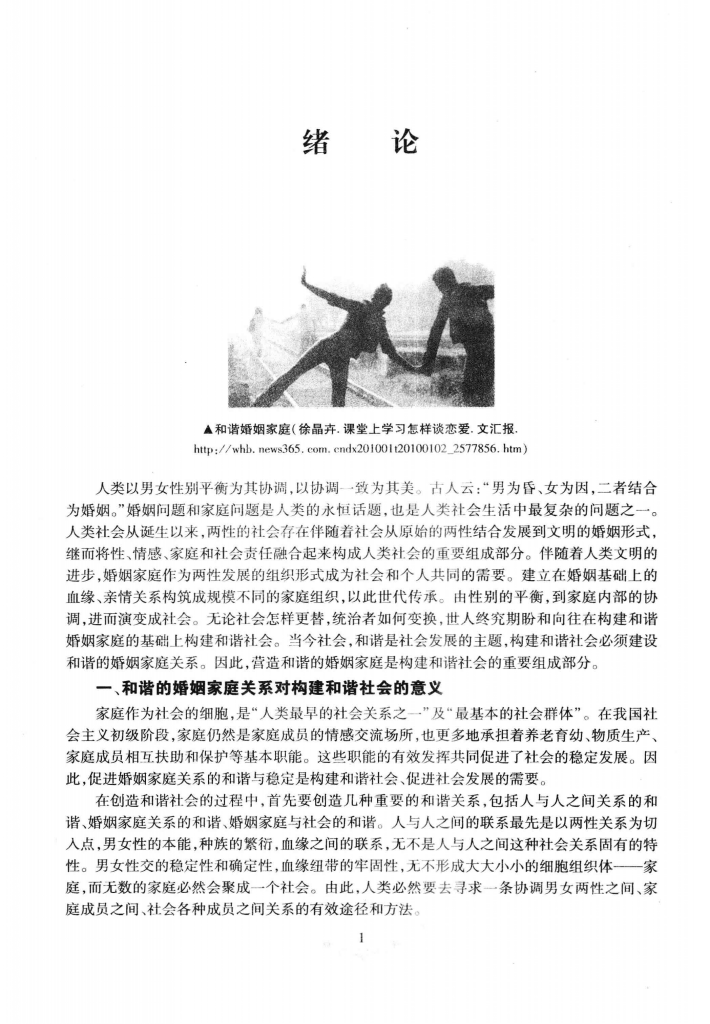 绪 论
▲和谐婚姻家庭(徐晶卉.课堂上学习怎样谈恋爱.文汇报.
http://whb.news365.com.cndx201001t20100102_2577856.htm)
人类以男女性别平衡为其协调,以协调一致为其美。古人云:“男为昏、女为因,二者结合
为婚姻。”婚姻问题和家庭问题是人类的永恒话题,也是人类社会生活中最复杂的问题之一。
人类社会从诞生以来,两性的社会存在伴随着社会从原始的两性结合发展到文明的婚姻形式,
继而将性、情感、家庭和社会责任融合起来构成人类社会的重要组成部分。伴随着人类文明的
进步,婚姻家庭作为两性发展的组织形式成为社会和个人共同的需要。建立在婚姻基础上的
血缘、亲情关系构筑成规模不同的家庭组织,以此世代传承。由性别的平衡,到家庭内部的协
调,进而演变成社会。无论社会怎样更替,统治者如何变换,世人终究期盼和向往在构建和谐
婚姻家庭的基础上构建和谐社会。当今社会,和谐是社会发展的主题,构建和谐社会必须建设
和谐的婚姻家庭关系。因此,营造和谐的婚姻家庭是构建和谐社会的重要组成部分。
一、和谐的婚姻家庭关系对构建和谐社会的意义
家庭作为社会的细胞,是“人类最早的社会关系之一”及“最基本的社会群体”。在我国社
会主义初级阶段,家庭仍然是家庭成员的情感交流场所,也更多地承担着养老育幼、物质生产、
家庭成员相互扶助和保护等基本职能。这些职能的有效发挥共同促进了社会的稳定发展。因
此,促进婚姻家庭关系的和谐与稳定是构建和谐社会、促进社会发展的需要。
在创造和谐社会的过程中,首先要创造几种重要的和谐关系,包括人与人之间关系的和
谐、婚姻家庭关系的和谐、婚姻家庭与社会的和谐。人与人之间的联系最先是以两性关系为切
入点,男女性的本能,种族的繁衍,血缘之间的联系,无不是人与人之间这种社会关系固有的特
性。男女性交的稳定性和确定性,血缘纽带的牢固性,无不形成大大小小的细胞组织体——家
庭,而无数的家庭必然会聚成一个社会。由此,人类必然要去寻求一条协调男女两性之间、家
庭成员之间、社会各种成员之间关系的有效途径和方法。
1